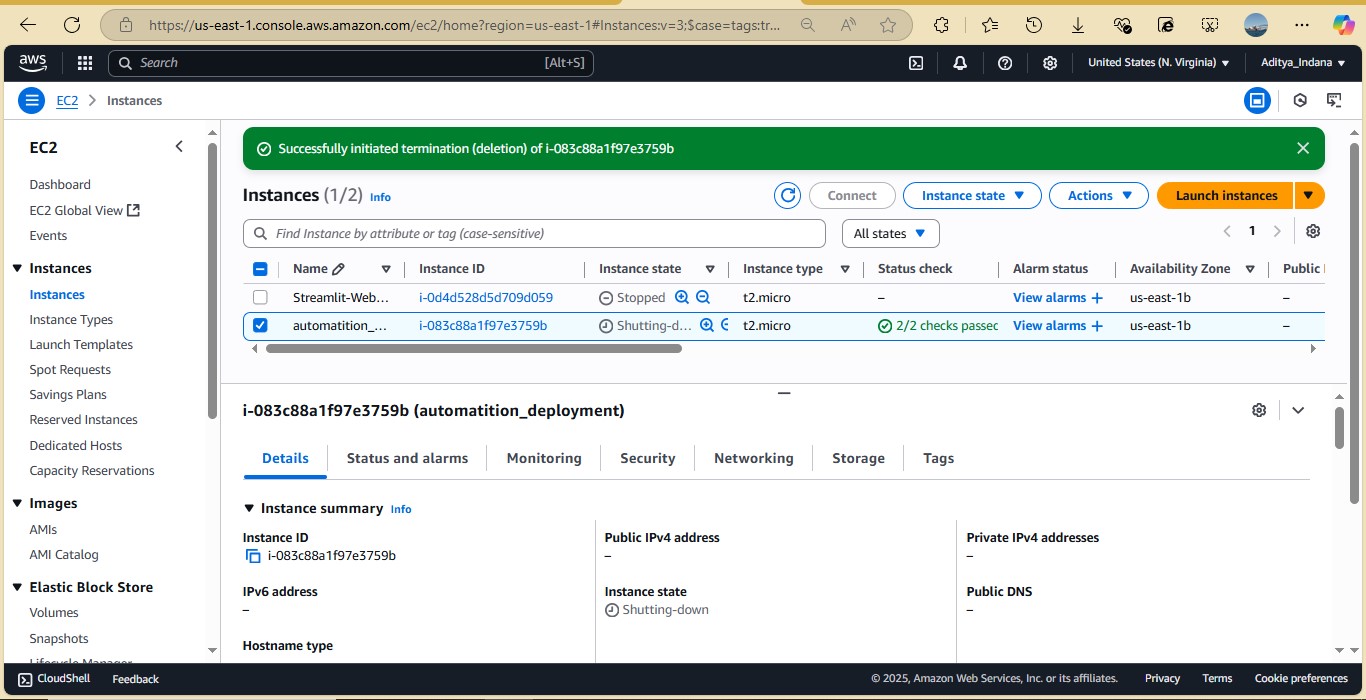 https://us-east-1.console.aws.amazon.com/ec2/home?region=us-east-1#Instances:v=3;$case=tags:tr...
aws
Search
[Alt+S]
United States (N. Virginia)
Aditya_Indana
EC2
Instances
EC2
Dashboard
EC2 Global View
Events
Instances
Instances
Instance Types
Launch Templates
Spot Requests
Savings Plans
Reserved Instances
Dedicated Hosts
Capacity Reservations
Images
AMIs
AMI Catalog
Elastic Block Store
Volumes
Snapshots
Lifecycle Manager
Successfully initiated termination (deletion) of i-083c88a1f97e3759b
Instances (1/2) Info
Connect
Instance state
Actions
Launch instances
Find Instance by attribute or tag (case-sensitive)
All states
1
Name Instance ID Instance state Instance type Status check Alarm status Availability Zone Public I
Streamlit-Web... i-0d4d528d5d709d059 Stopped t2.micro – View alarms + us-east-1b –
automatition_... i-083c88a1f97e3759b Shutting-d... t2.micro 2/2 checks passec View alarms + us-east-1b –
i-083c88a1f97e3759b (automatition_deployment)
Details Status and alarms Monitoring Security Networking Storage Tags
Instance summary Info
Instance ID
i-083c88a1f97e3759b
Public IPv4 address
–
Private IPv4 addresses
–
IPv6 address
–
Instance state
Shutting-down
Public DNS
–
Hostname type
CloudShell Feedback
© 2025, Amazon Web Services, Inc. or its affiliates. Privacy Terms Cookie preferences